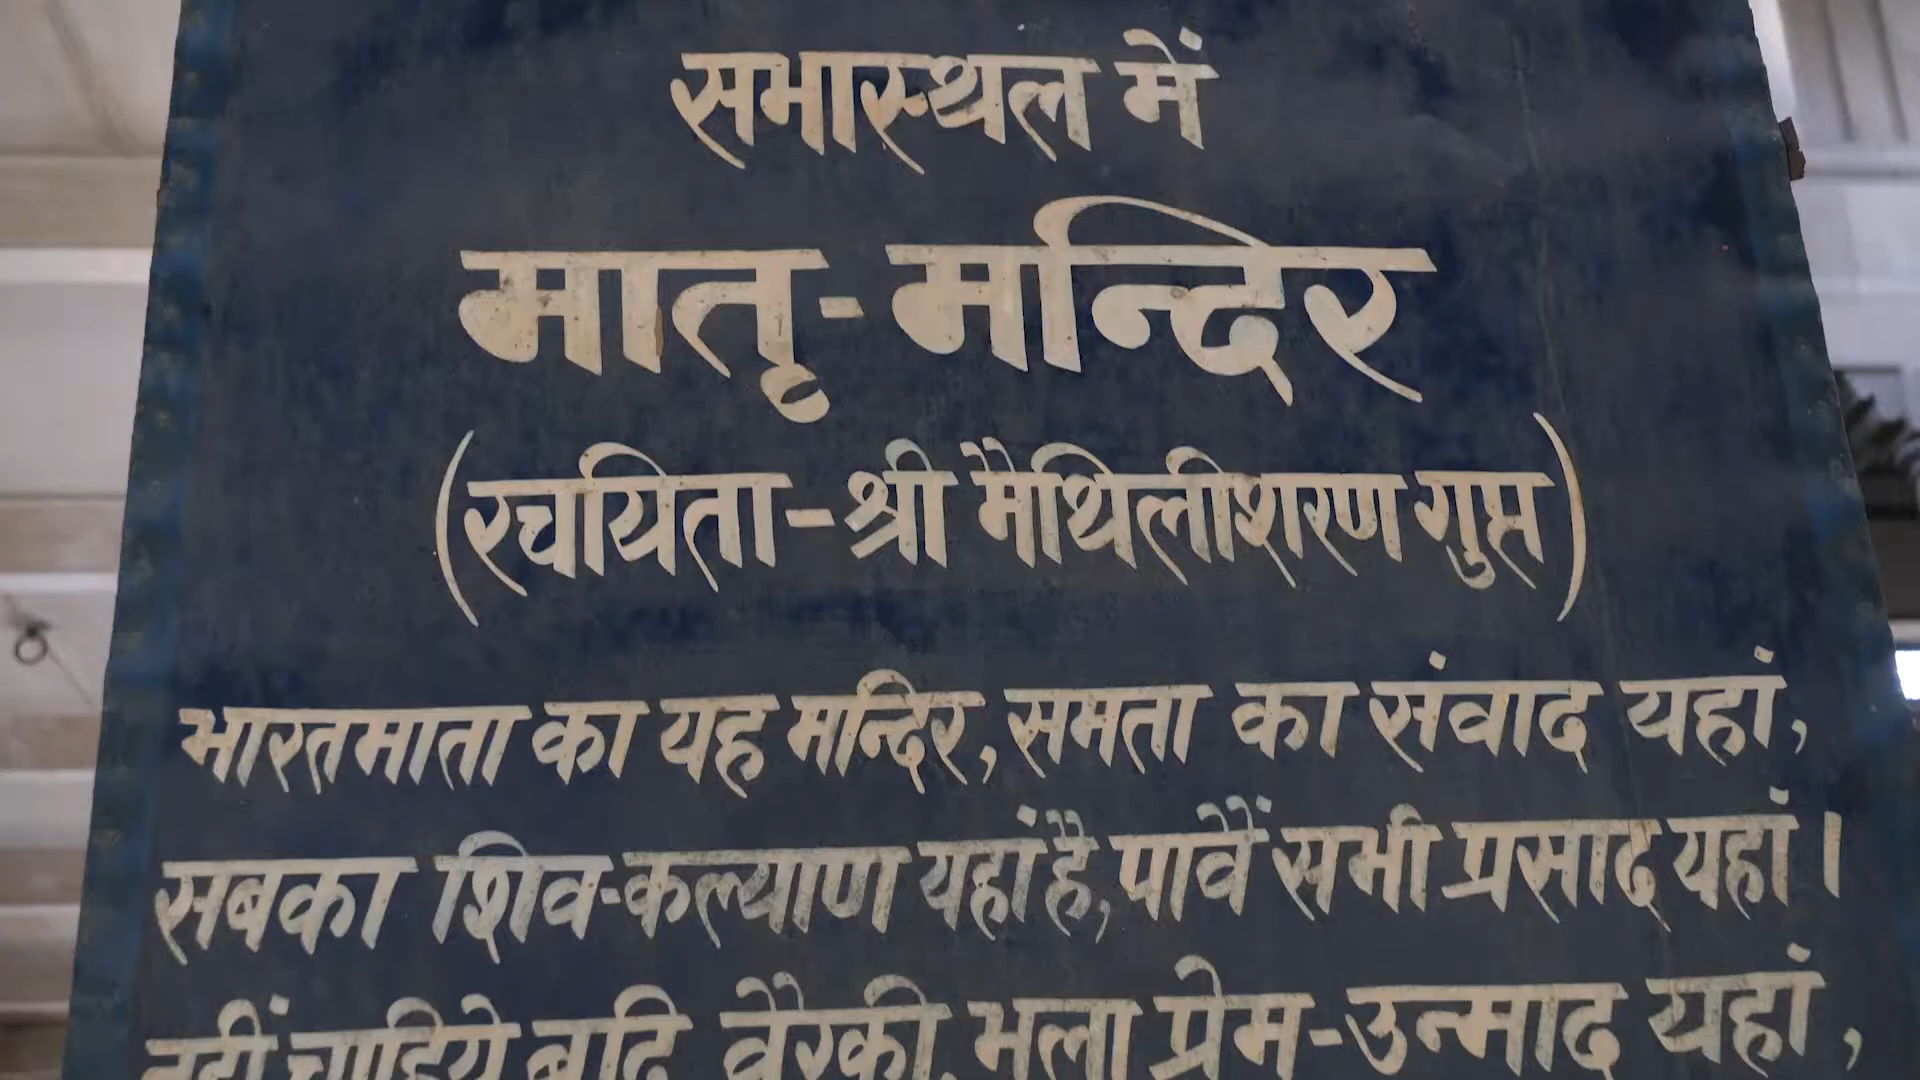 सभास्थल में
मातृ-मन्दिर
(रचयिता-श्री मैथिलीशरण गुप्त)
भारतमाता का यह मन्दिर, समता का संवाद यहां,
सबका शिव-कल्याण यहां है, पावैं सभी प्रसाद यहां।
नहीं चाहिये बुद्धि वैरकी, भला प्रेम-उन्माद यहां,